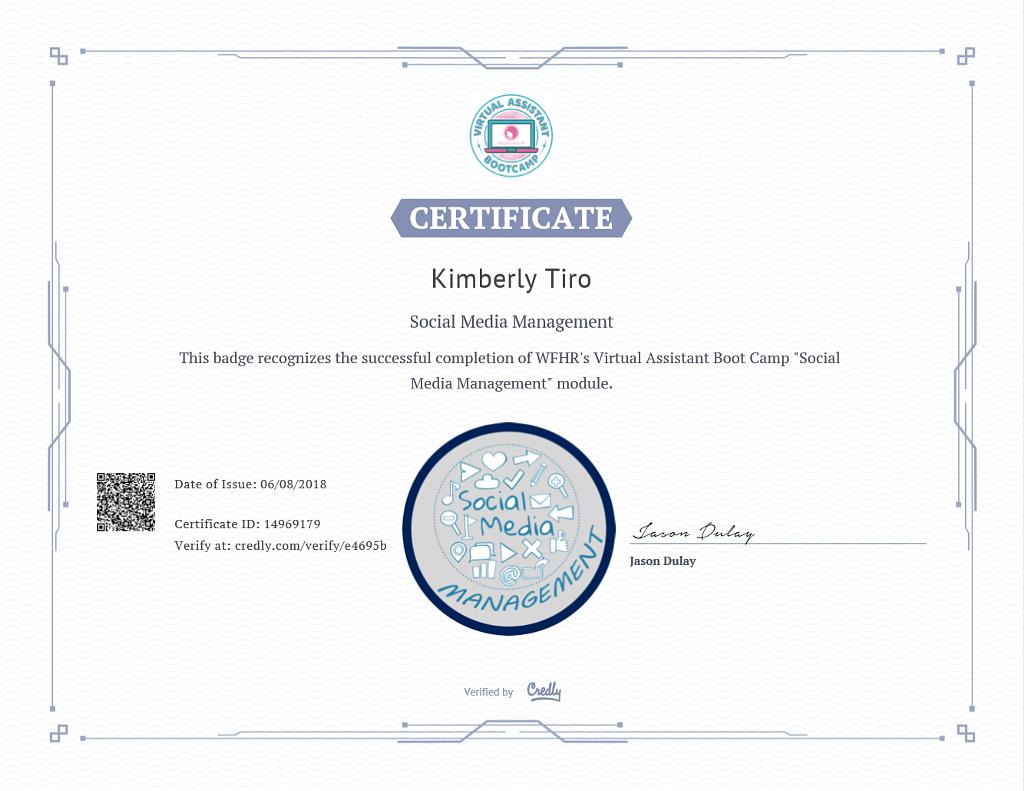 VIRTUAL ASSISTANT
BOOTCAMP
CERTIFICATE
Kimberly Tiro
Social Media Management
This badge recognizes the successful completion of WFHR's Virtual Assistant Boot Camp "Social
Media Management" module.
Date of Issue: 06/08/2018
Certificate ID: 14969179
Verify at: credly.com/verify/e4695b
Social
Media
MANAGEMENT
Jason Dulay
Jason Dulay
Verified by Credly